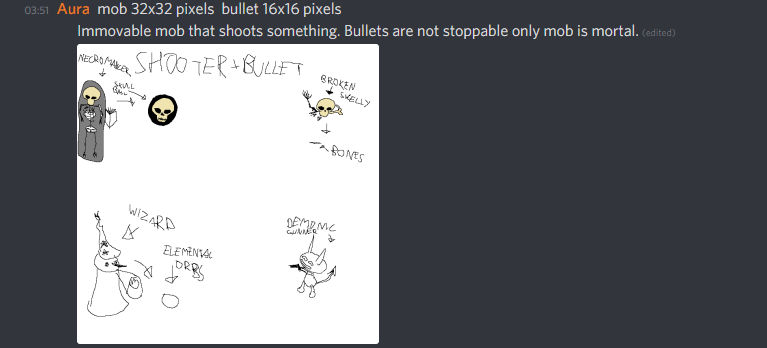 03:51 Aura mob 32x32 pixels bullet 16x16 pixels
Immovable mob that shoots something. Bullets are not stoppable only mob is mortal. (edited)
SHOOTER + BULLET
NECROMANCER
SKULL
BALL
BROKEN
SKELLY
BONES
WIZARD
ELEMENTAL
ORBS
DEMONIC
GUNNER